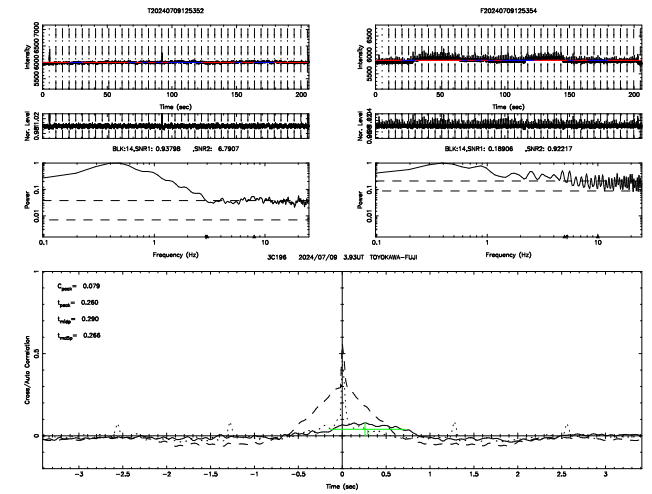 T20240709125352
F20240709125354
Intensity
5500 6000 6500 7000
0 50 100 150 200
Time (sec)
Intensity
5500 6000 6500
0 50 100 150 200
Time (sec)
Nor. Level
Nor. Level
BLK:14,SNR1: 0.93798 ,SNR2: 6.7907
BLK:14,SNR1: 0.18906 ,SNR2: 0.92217
Power
1
0.1
0.01
0.1 1 10
Frequency (Hz)
Power
1
0.1
0.01
0.1 1 10
Frequency (Hz)
3C196 2024/07/09 3.93UT TOYOKAWA-FUJI
Cross/Auto Correlation
1
0.5
0
Cpeak= 0.079
tpeak= 0.260
tmidp= 0.290
-3 -2.5 -2 -1.5 -1 -0.5 0 0.5 1 1.5 2 2.5 3
Time (sec)